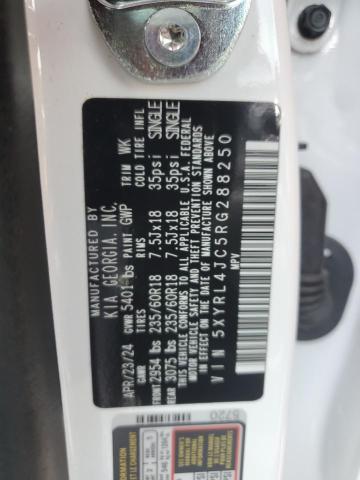 MANUFACTURED BY
KIA GEORGIA, INC.
APR/23/24 GVWR 5401 lbs PAINT GWP TRIM WK
GAWR TIRES RIMS COLD TIRE INFL
FRONT 2954 lbs 235/60R18 7.5Jx18 35psi SINGLE
REAR 3075 lbs 235/60R18 7.5Jx18 35psi SINGLE
THIS VEHICLE CONFORMS TO ALL APPLICABLE U.S.A. FEDERAL
MOTOR VEHICLE SAFETY AND THEFT PREVENTION STANDARDS
IN EFFECT ON THE DATE OF MANUFACTURE SHOWN ABOVE
VIN 5XYRL4JC5RG288250
MPV
B720